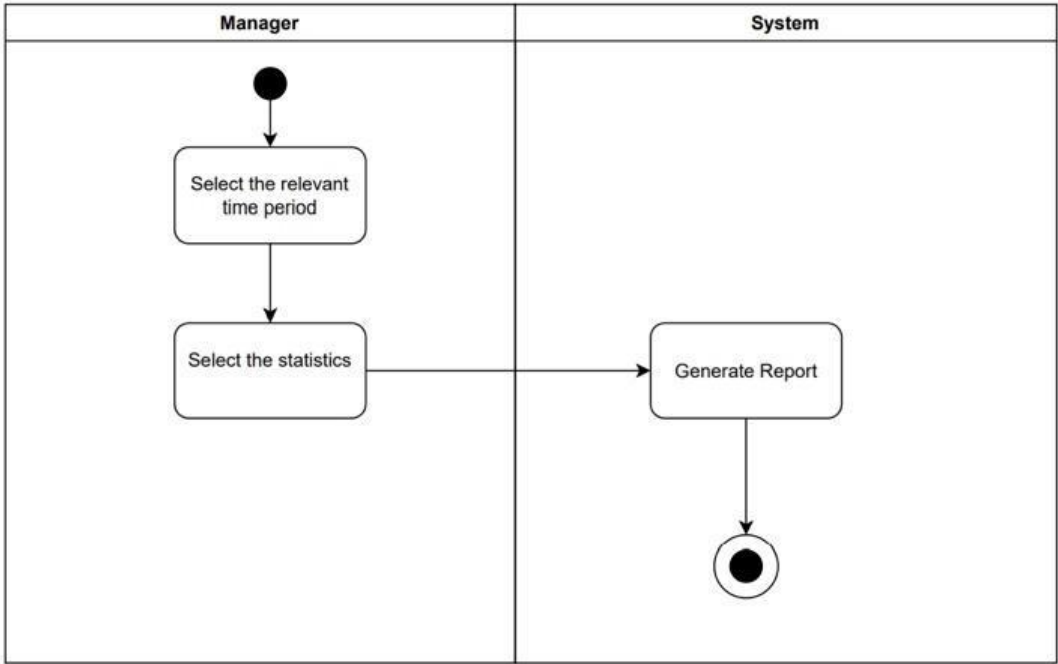 Manager
System
Select the relevant
time period
Select the statistics
Generate Report